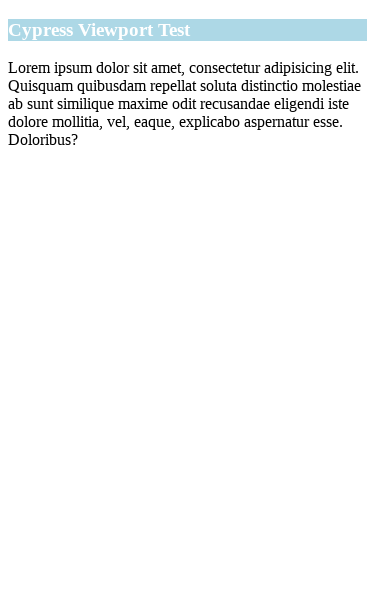 Cypress Viewport Test
Lorem ipsum dolor sit amet, consectetur adipisicing elit.
Quisquam quibusdam repellat soluta distinctio molestiae
ab sunt similique maxime odit recusandae eligendi iste
dolore mollitia, vel, eaque, explicabo aspernatur esse.
Doloribus?